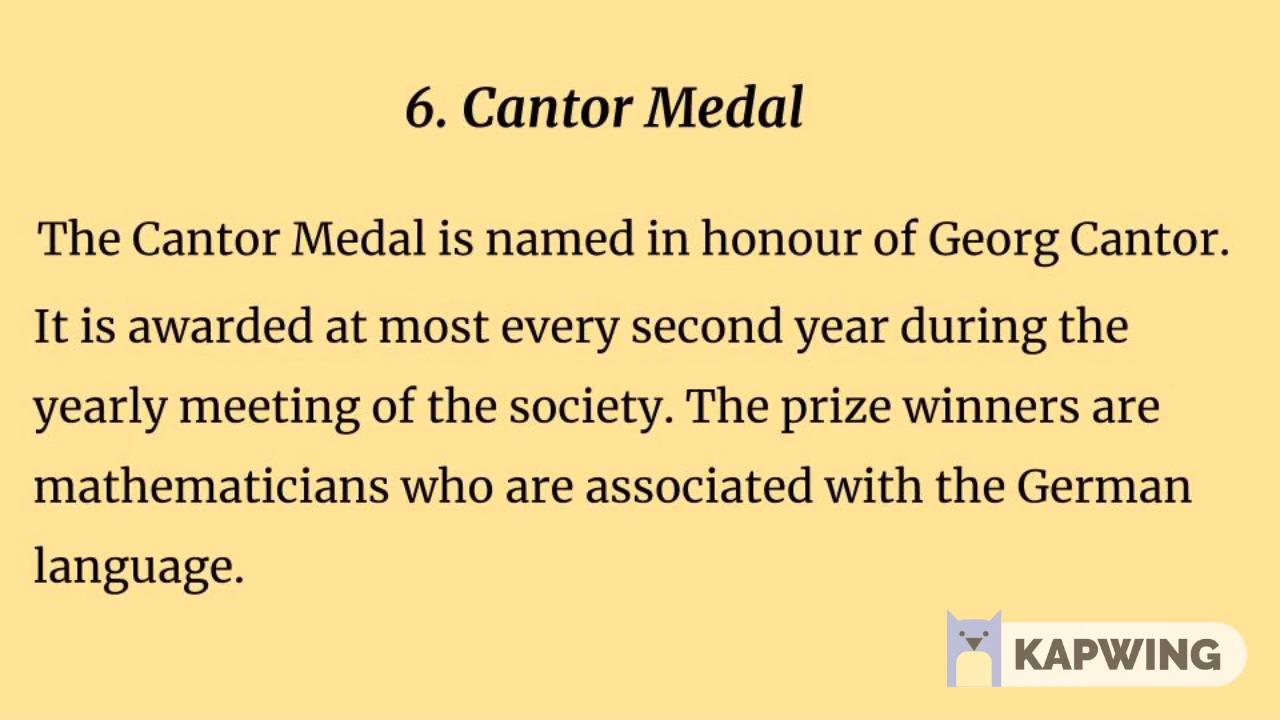 6. Cantor Medal
The Cantor Medal is named in honour of Georg Cantor.
It is awarded at most every second year during the
yearly meeting of the society. The prize winners are
mathematicians who are associated with the German
language.
KAPWING